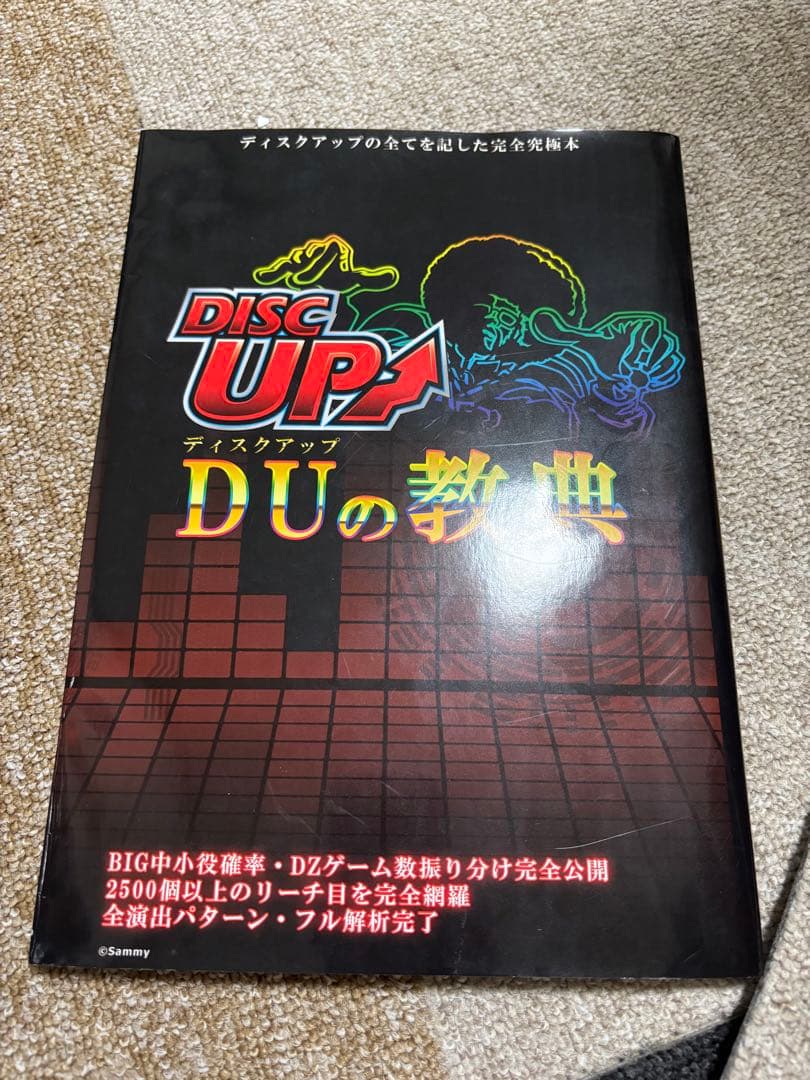 ディスクアップの全てを記した完全究極本
DISC
UP
ディスクアップ
DUの教典
BIG中小役確率・DZゲーム数振り分け完全公開
2500個以上のリーチ目を完全網羅
全演出パターン・フル解析完了
©Sammy